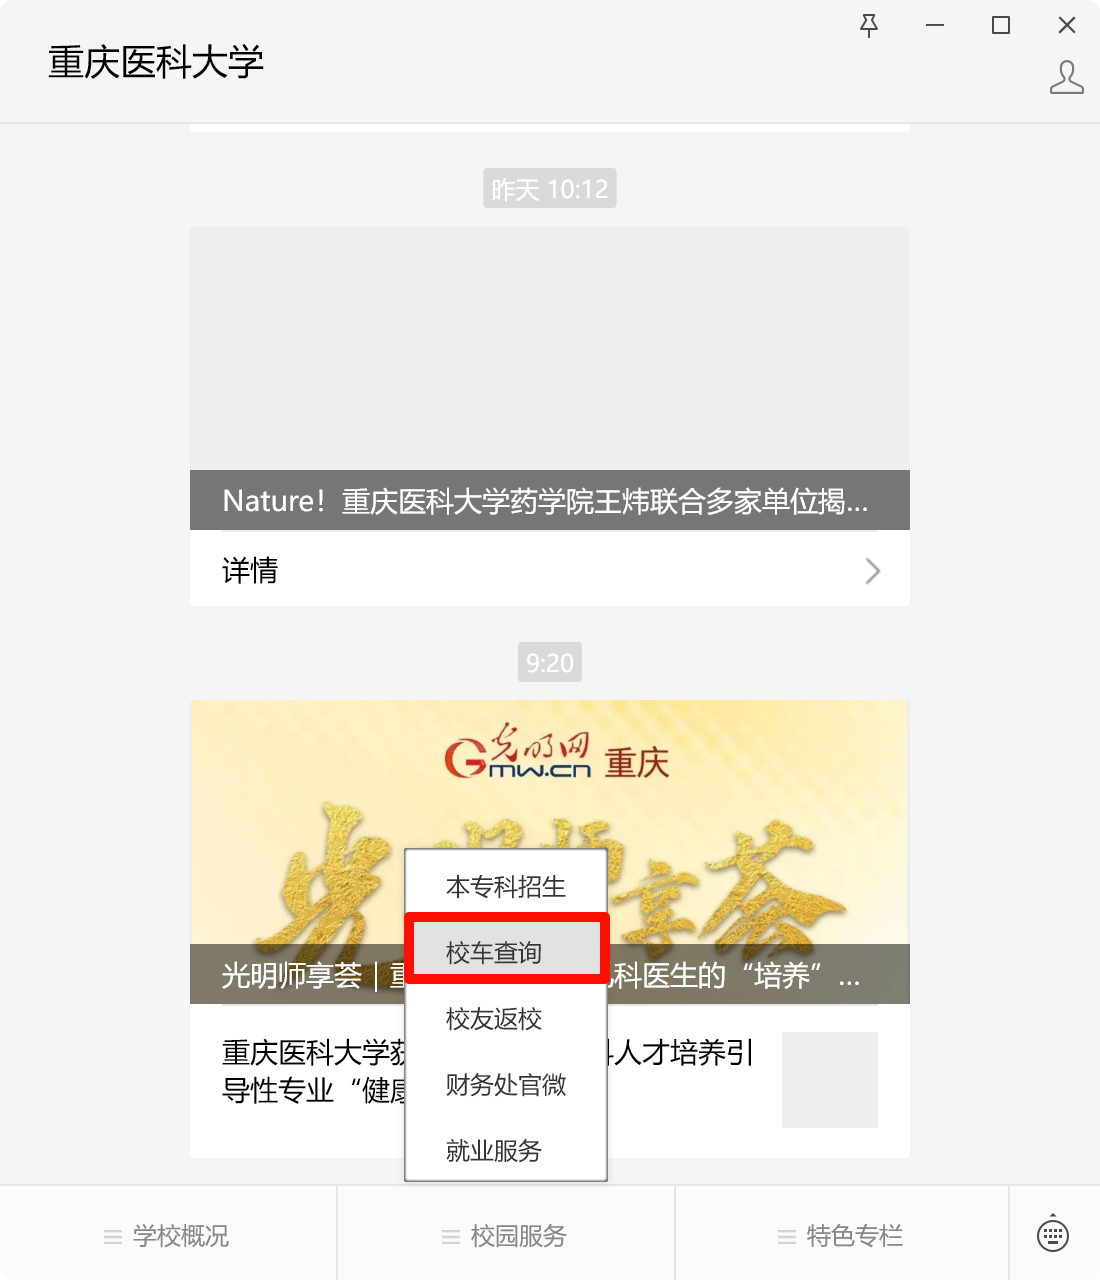 重庆医科大学
昨天 10:12
Nature！重庆医科大学药学院王炜联合多家单位揭...
详情
9:20
光明网 重庆
GMW.CN
光明师享荟
本专科招生
校车查询
光明师享荟｜重
科医生的“培养”...
校友返校
重庆医科大学获
人才培养引
导性专业“健康
财务处官微
就业服务
学校概况
校园服务
特色专栏